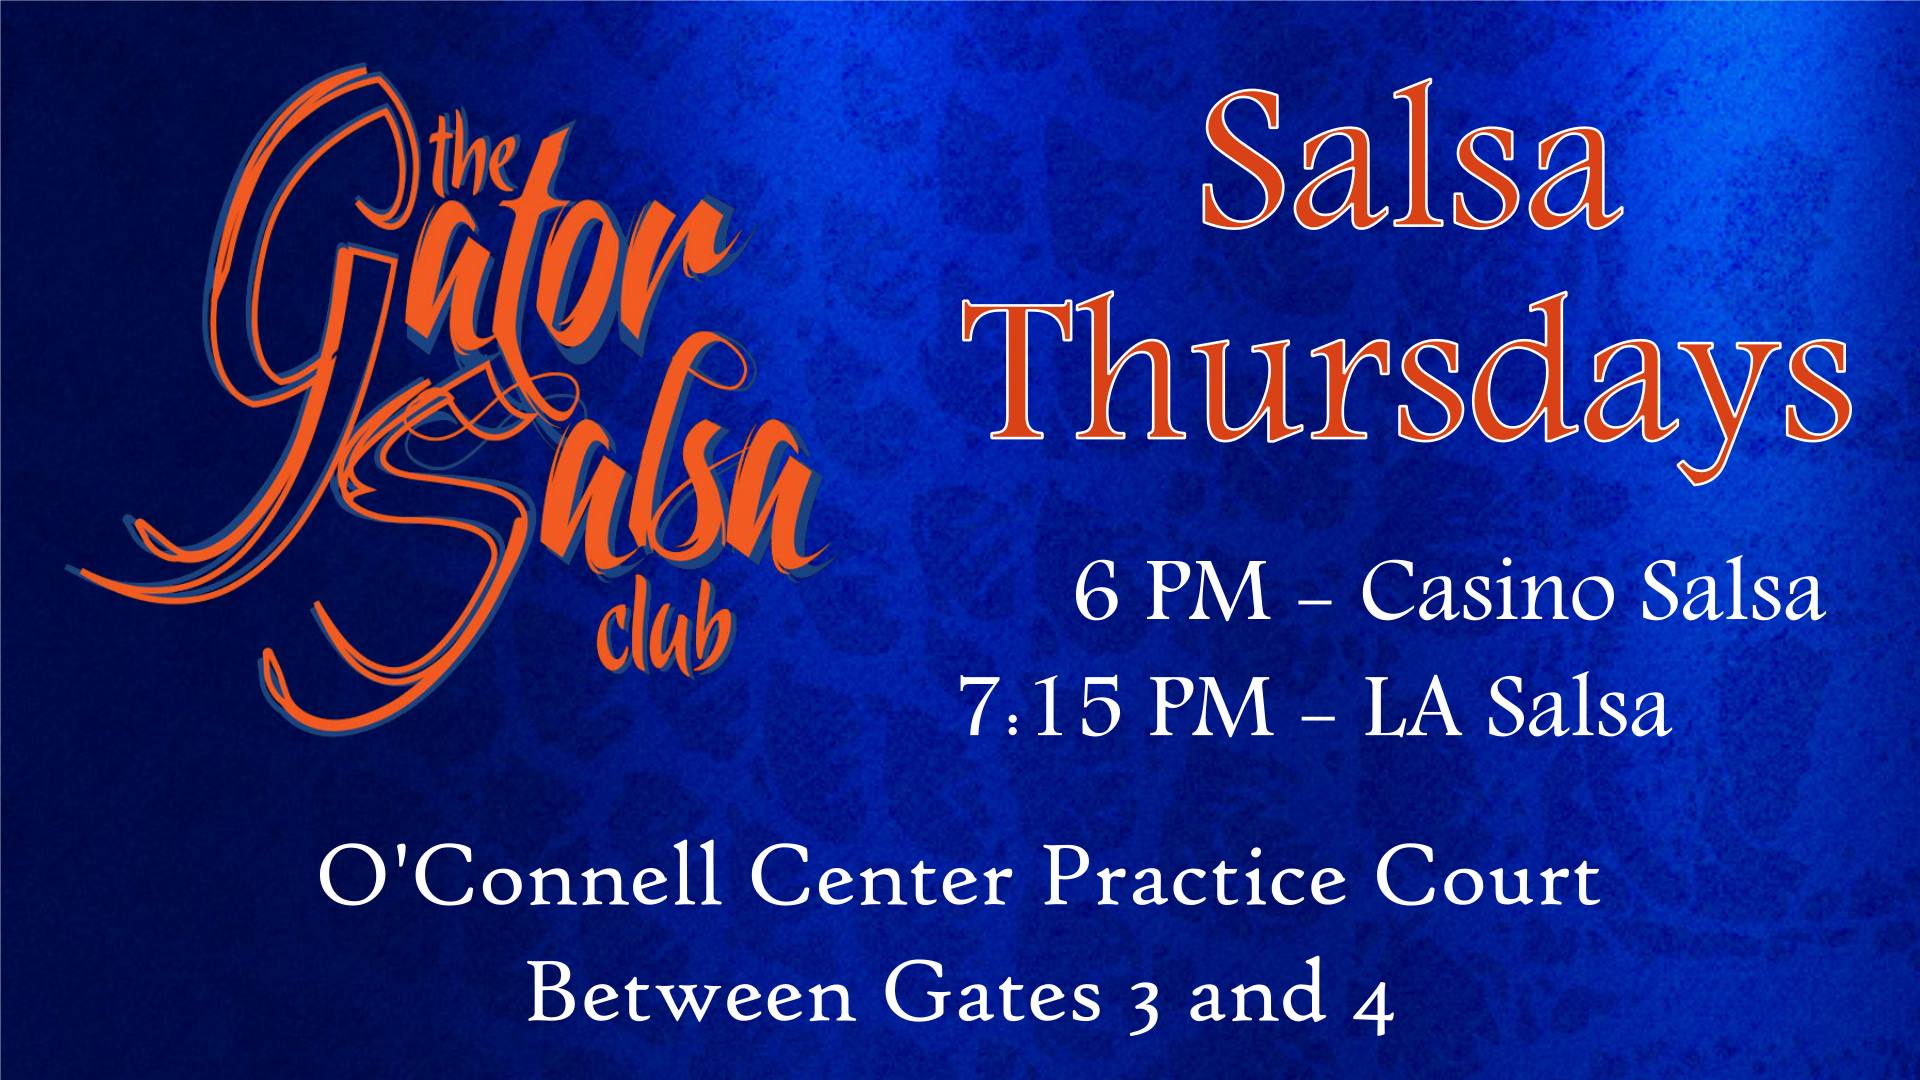 the
Gator
Salsa
club
Salsa
Thursdays
6 PM – Casino Salsa
7:15 PM – LA Salsa
O'Connell Center Practice Court
Between Gates 3 and 4